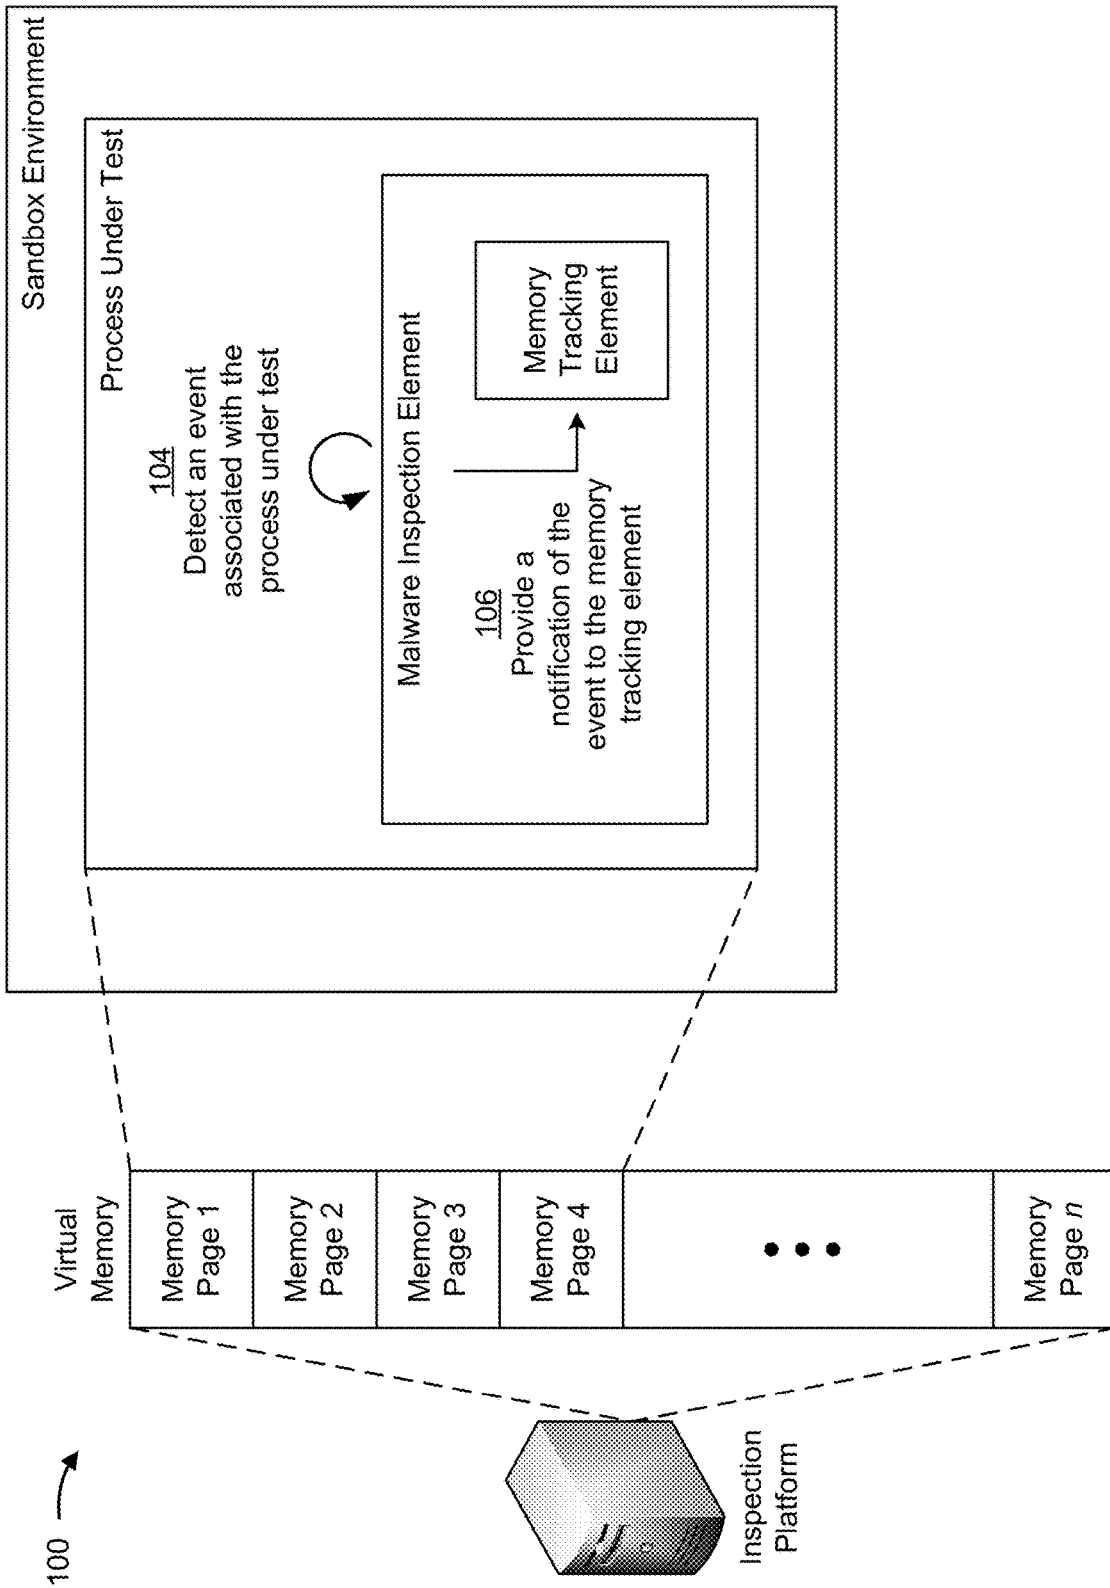 100
Inspection
Platform
Virtual
Memory
Memory
Page 1
Memory
Page 2
Memory
Page 3
Memory
Page 4
Memory
Page n
Sandbox Environment
Process Under Test
104
Detect an event
associated with the
process under test
Malware Inspection Element
106
Provide a
notification of the
event to the memory
tracking element
Memory
Tracking
Element